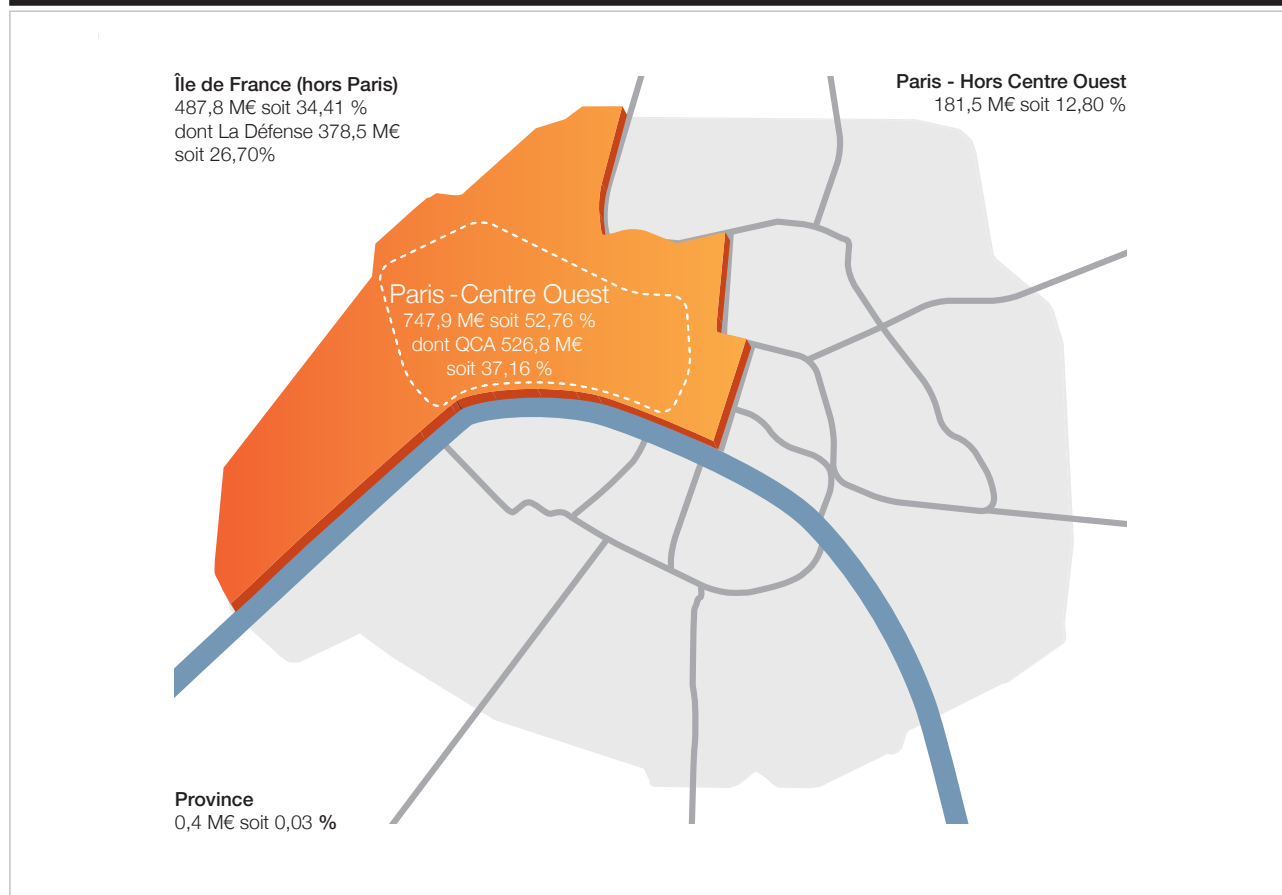 Île de France (hors Paris)
487,8 M€ soit 34,41 %
dont La Défense 378,5 M€
soit 26,70%
Paris - Hors Centre Ouest
181,5 M€ soit 12,80 %
Paris - Centre Ouest
747,9 M€ soit 52,76 %
dont QCA 526,8 M€
soit 37,16 %
Province
0,4 M€ soit 0,03 %